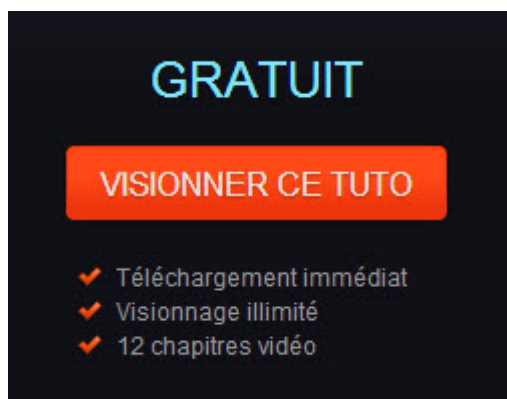 GRATUIT
VISIONNER CE TUTO
Téléchargement immédiat
Visionnage illimité
12 chapitres vidéo